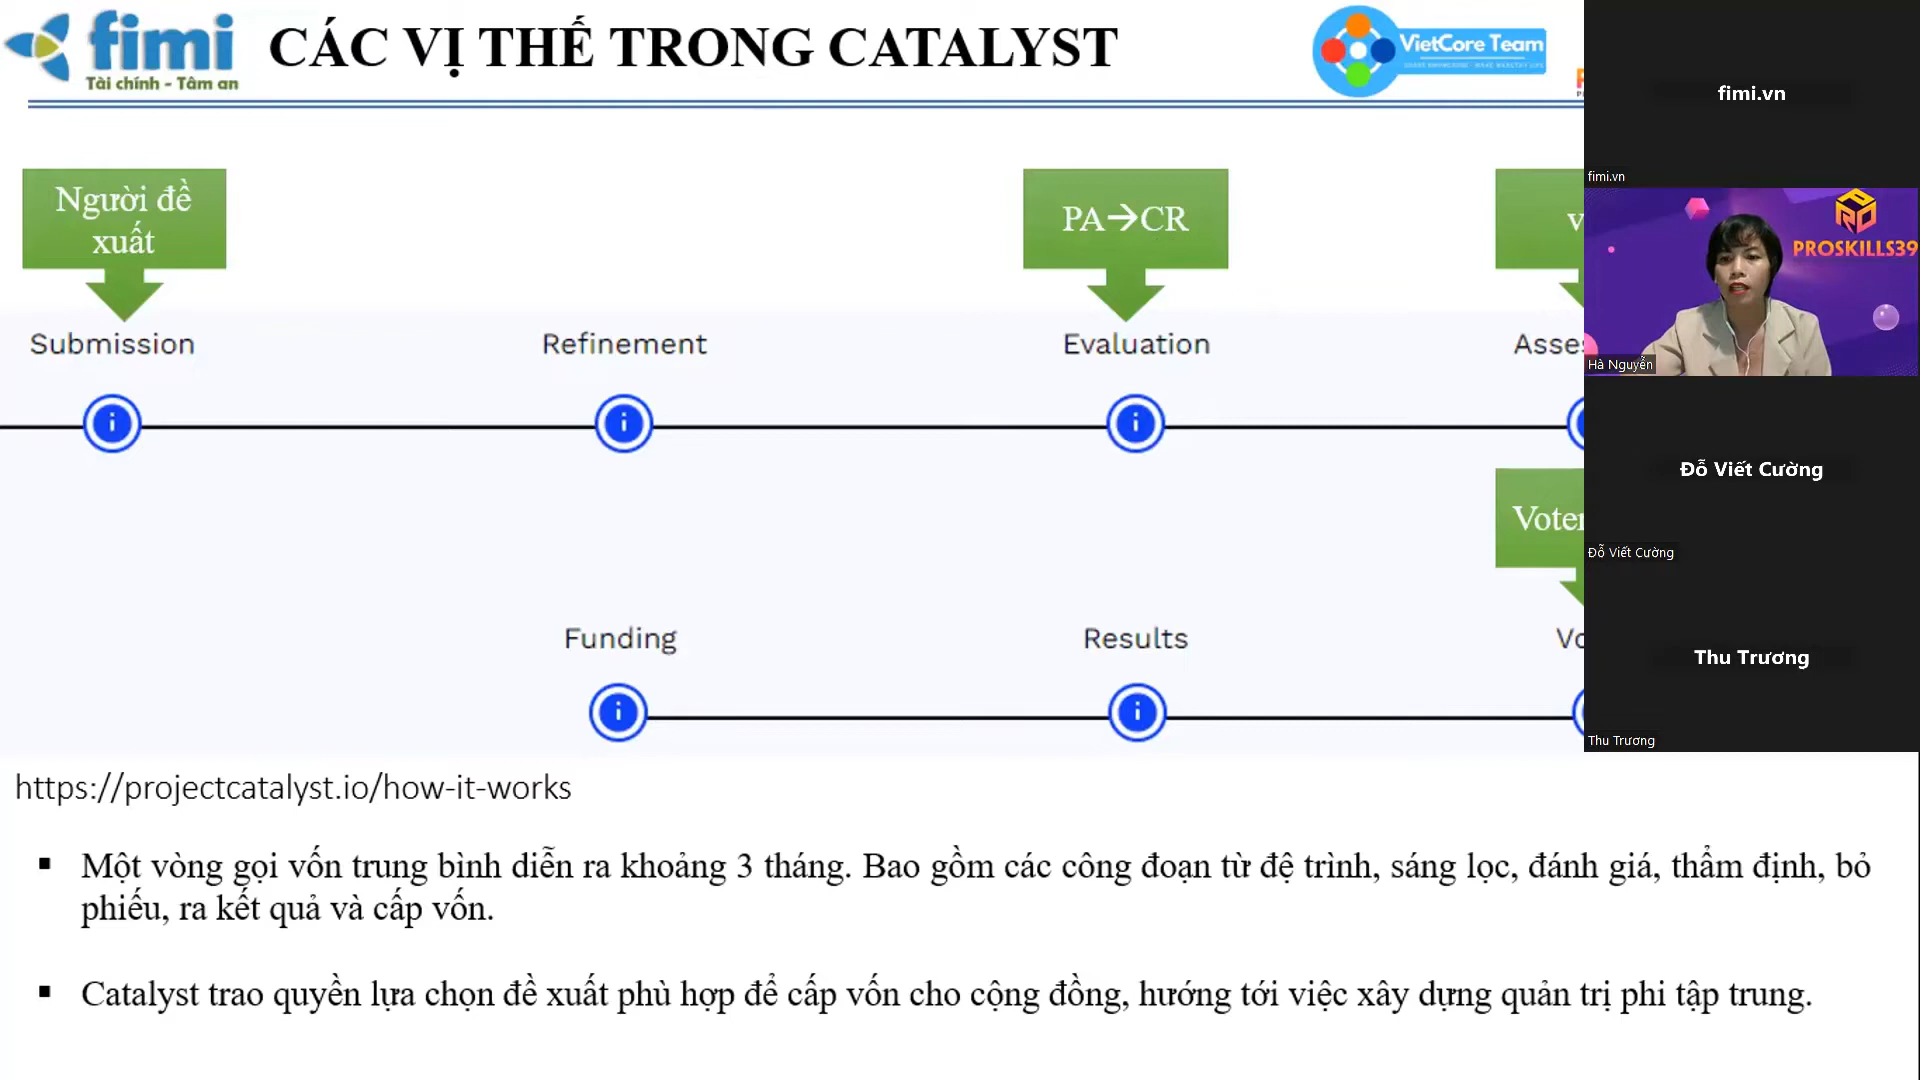 fimi
Tài chính - Tâm an
CÁC VỊ THẾ TRONG CATALYST
VietCore Team
Người đề
xuất
PA→CR
Submission
Refinement
Evaluation
Funding
Results
https://projectcatalyst.io/how-it-works
▪ Một vòng gọi vốn trung bình diễn ra khoảng 3 tháng. Bao gồm các công đoạn từ đệ trình, sáng lọc, đánh giá, thẩm định, bỏ
phiếu, ra kết quả và cấp vốn.
▪ Catalyst trao quyền lựa chọn đề xuất phù hợp để cấp vốn cho cộng đồng, hướng tới việc xây dựng quản trị phi tập trung.
fimi.vn
fimi.vn
PROSKILLS39
Hà Nguyễn
Đỗ Viết Cường
Đỗ Viết Cường
Thu Trương
Thu Trương